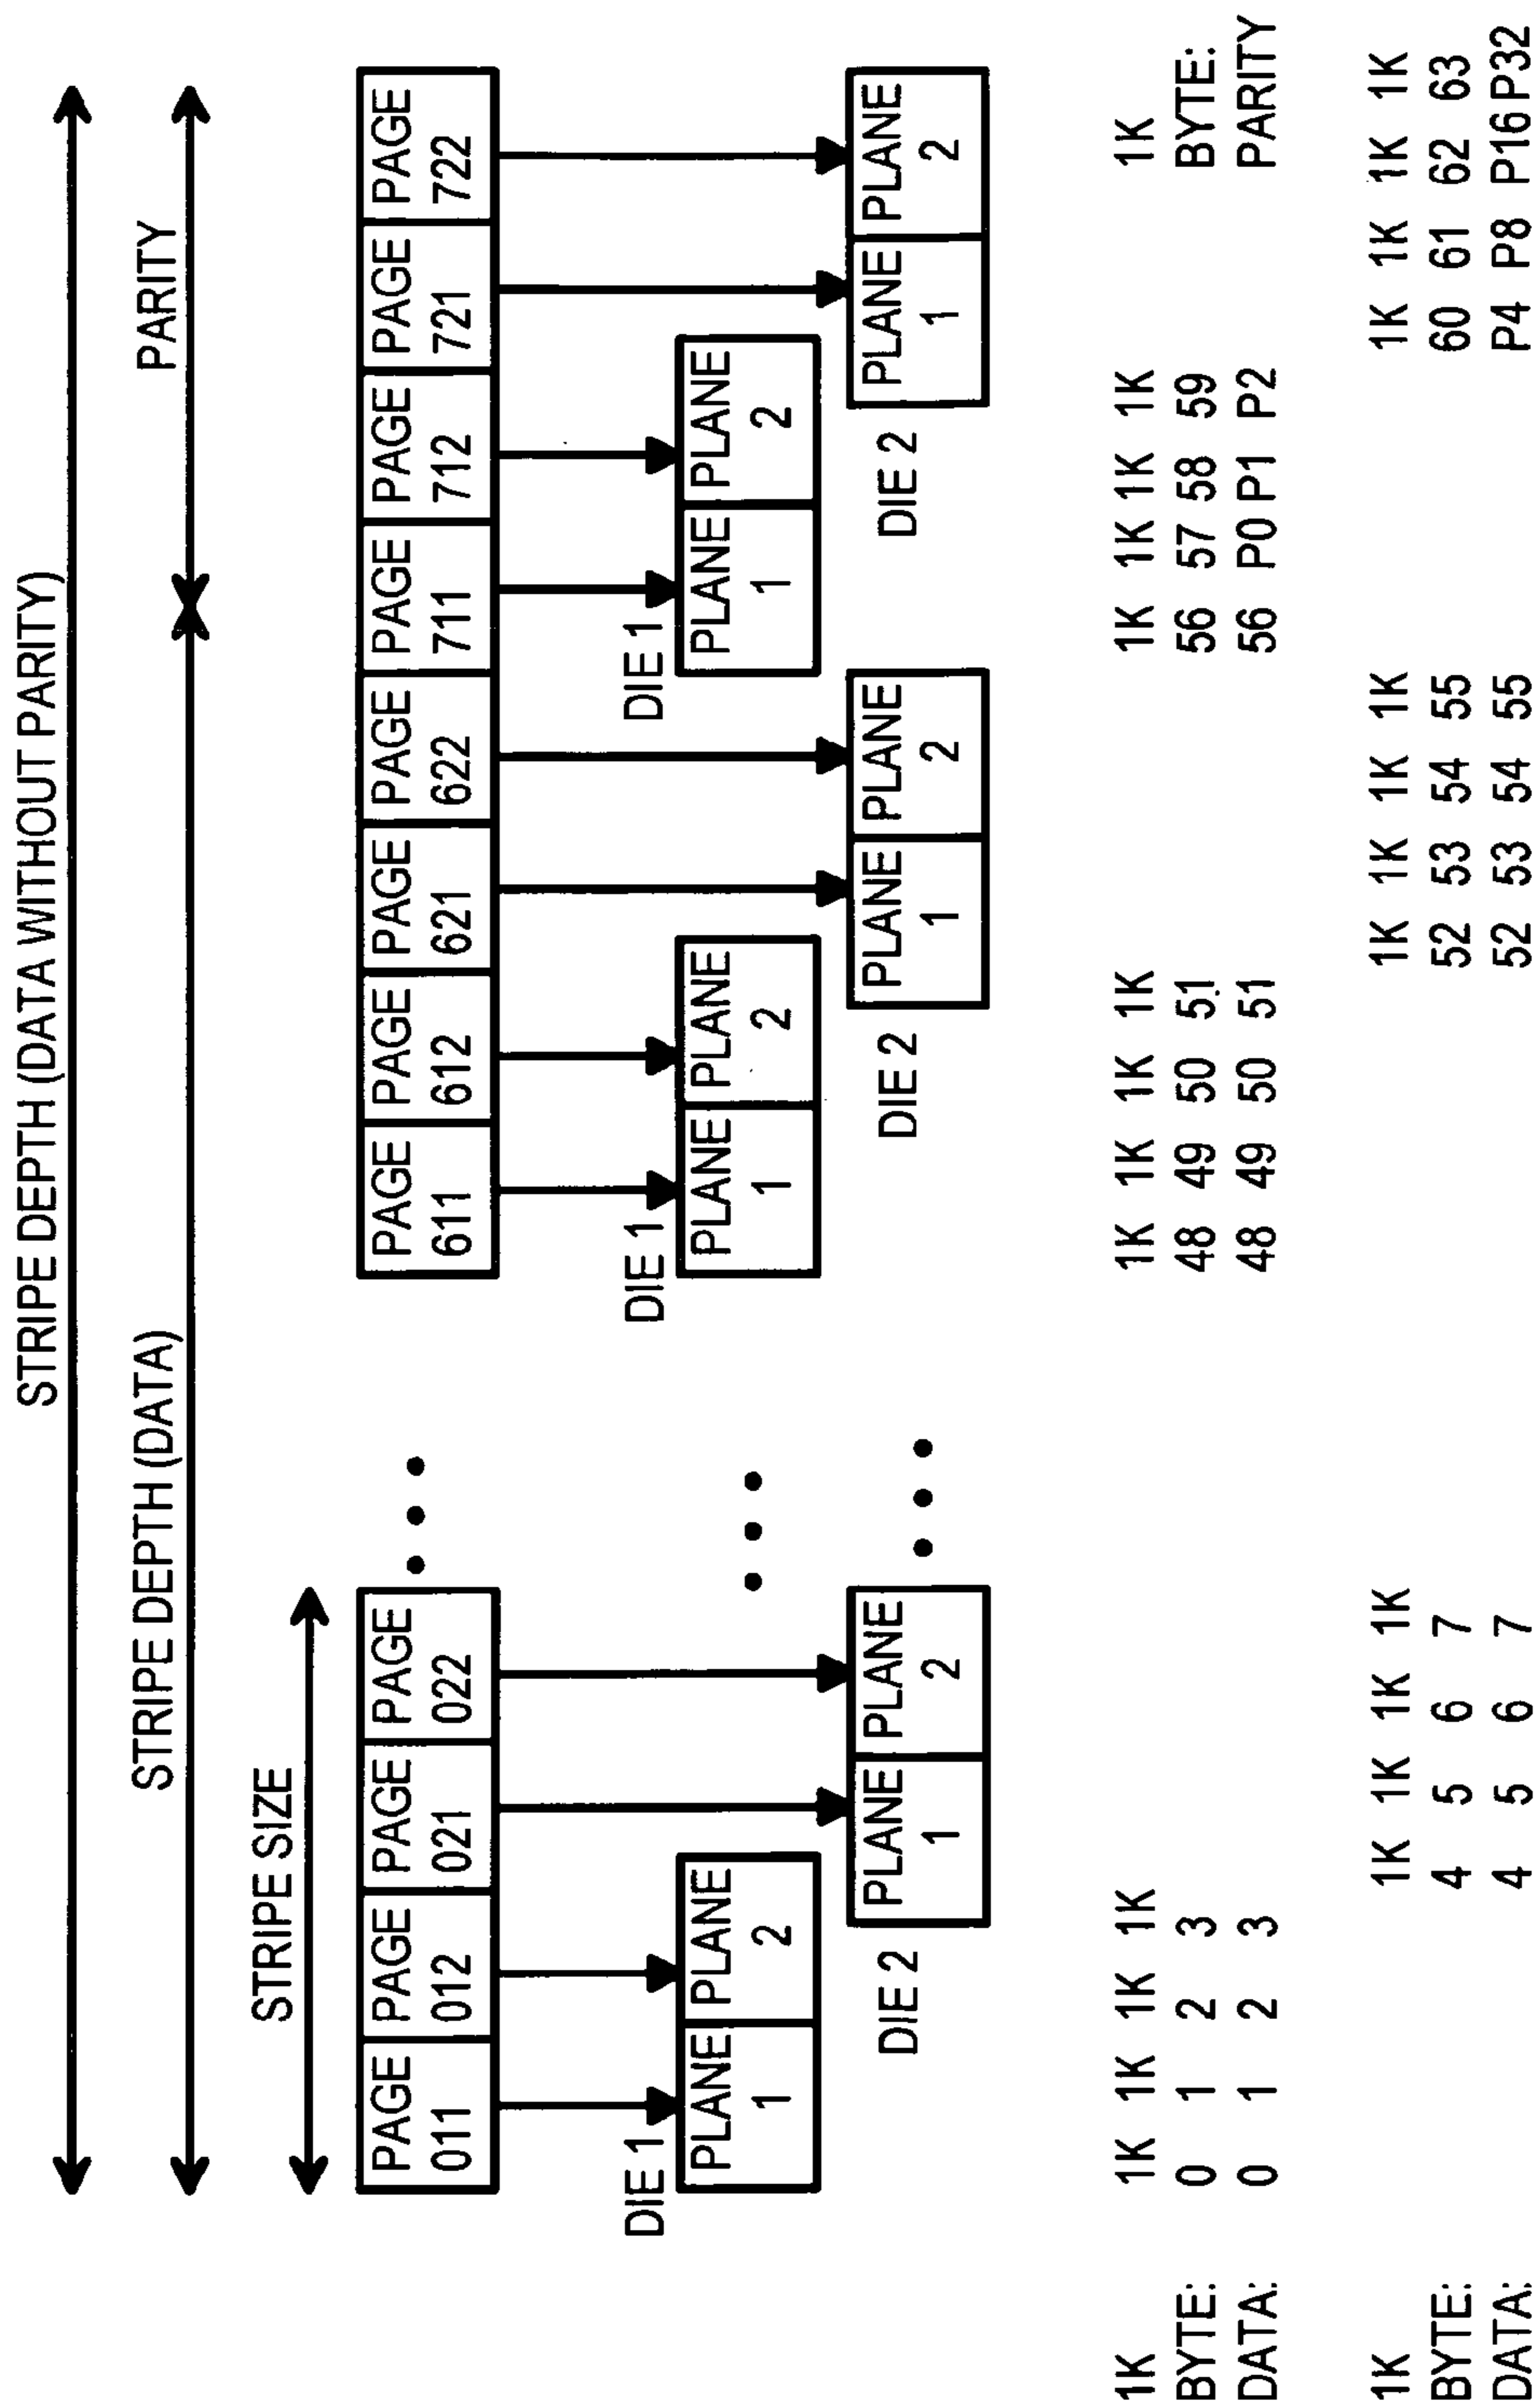 STRIPE DEPTH (DATA WITHOUT PARITY)
STRIPE DEPTH (DATA)
PARITY
STRIPE SIZE
PAGE 011
PAGE 012
PAGE 021
PAGE 022
PAGE 611
PAGE 612
PAGE 621
PAGE 622
PAGE 711
PAGE 712
PAGE 721
PAGE 722
DIE 1
PLANE 1
PLANE 2
DIE 1
PLANE 1
PLANE 2
DIE 1
PLANE 1
PLANE 2
DIE 2
PLANE 1
PLANE 2
DIE 2
PLANE 1
PLANE 2
DIE 2
PLANE 1
PLANE 2
1K 1K 1K 1K 1K 1K 1K 1K 1K 1K 1K 1K 1K 1K
BYTE: 0 1 2 3 48 49 50 51 56 57 58 59 BYTE:
DATA: 0 1 2 3 48 49 50 51 56 P0 P1 P2 PARITY
1K 1K 1K 1K 1K 1K 1K 1K 1K 1K 1K 1K 1K
BYTE: 4 5 6 7 52 53 54 55 60 61 62 63
DATA: 4 5 6 7 52 53 54 55 P4 P8 P16 P32